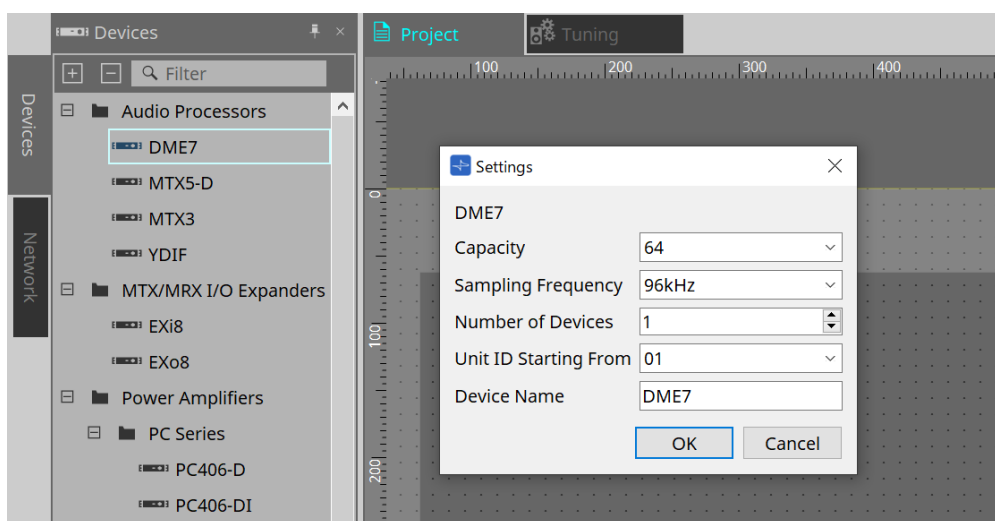 Devices
Filter
Audio Processors
DME7
MTX5-D
MTX3
YDIF
MTX/MRX I/O Expanders
EXi8
EXo8
Power Amplifiers
PC Series
PC406-D
PC406-DI
Devices
Network
Project
Tuning
100
200
300
400
0
100
200
Settings
DME7
Capacity 64
Sampling Frequency 96kHz
Number of Devices 1
Unit ID Starting From 01
Device Name DME7
OK Cancel